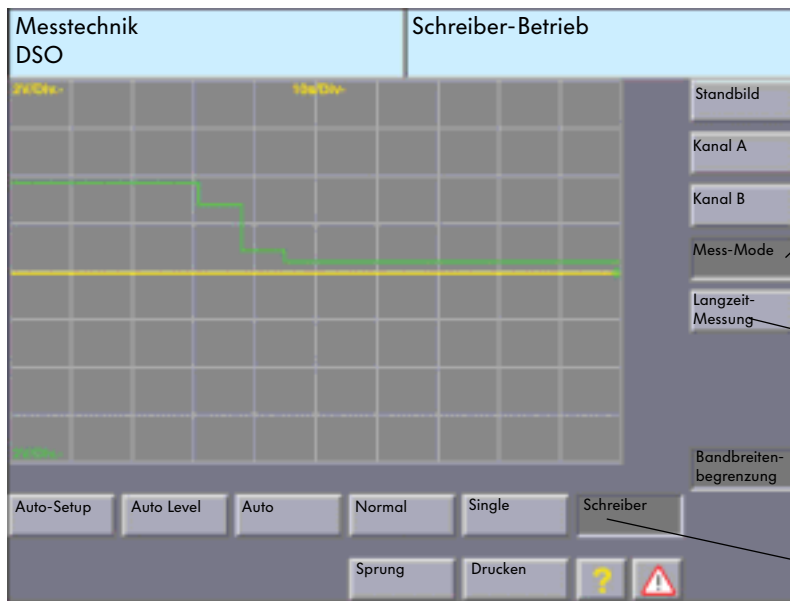 Messtechnik
DSO
Schreiber-Betrieb
2V/Div.-
10s/Div-
Standbild
Kanal A
Kanal B
Mess-Mode
Langzeit-
Messung
Bandbreiten-
begrenzung
Auto-Setup
Auto Level
Auto
Normal
Single
Schreiber
Sprung
Drucken
?
!